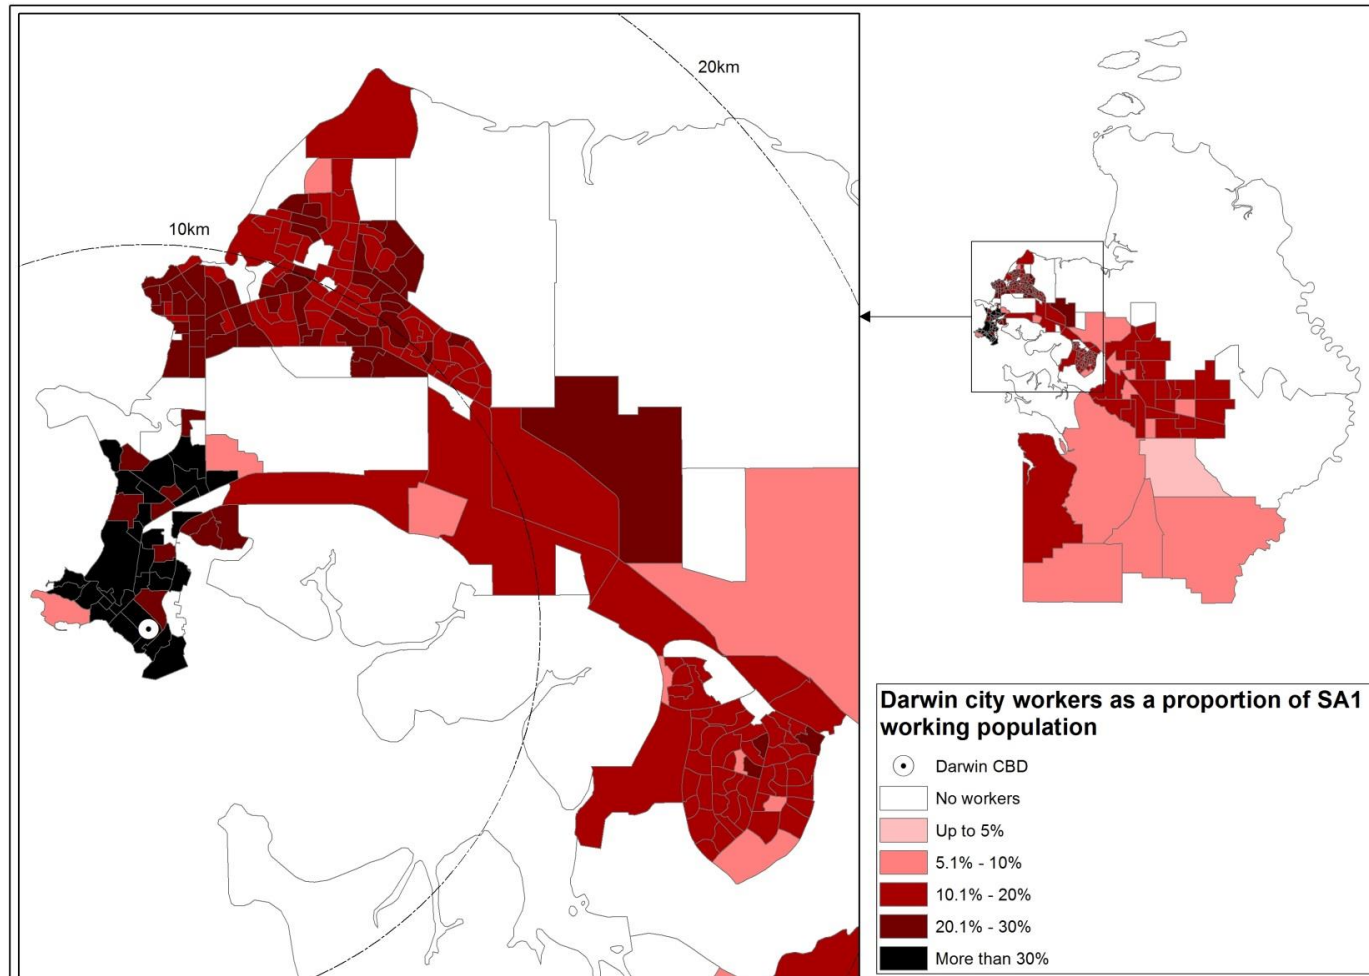 20km
10km
Darwin city workers as a proportion of SA1
working population
Darwin CBD
No workers
Up to 5%
5.1% - 10%
10.1% - 20%
20.1% - 30%
More than 30%